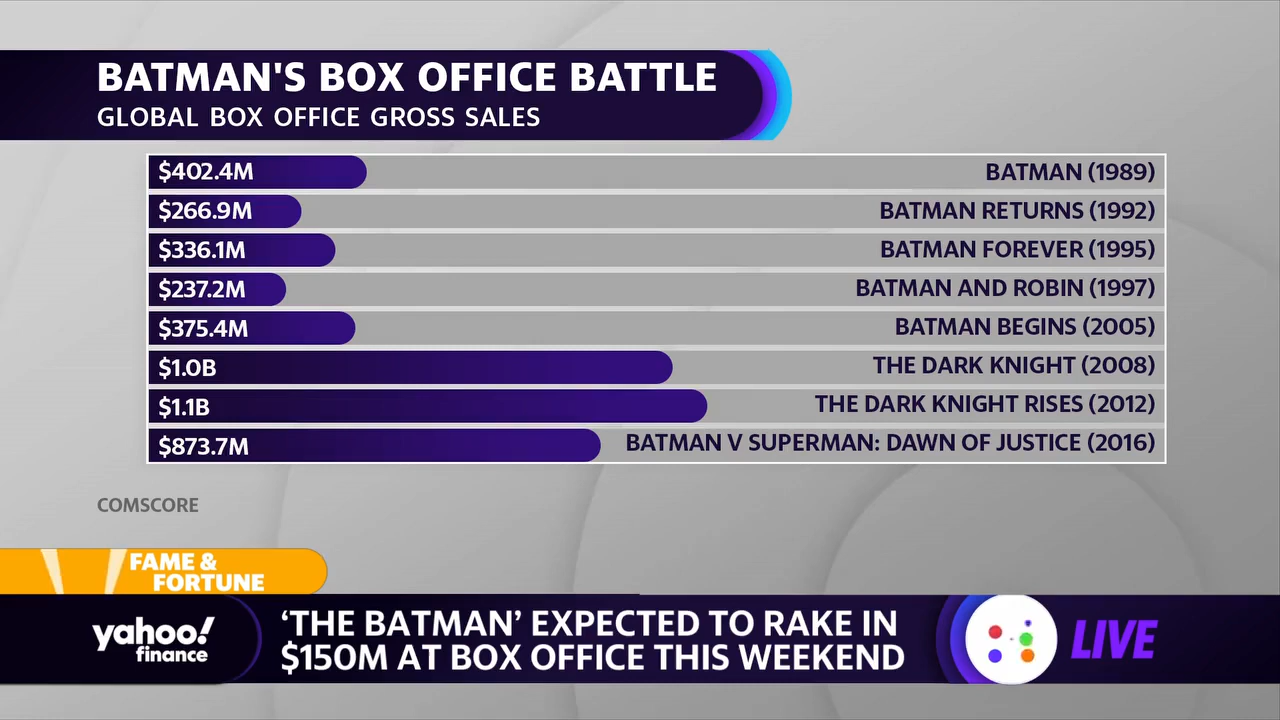 BATMAN'S BOX OFFICE BATTLE
GLOBAL BOX OFFICE GROSS SALES
$402.4M BATMAN (1989)
$266.9M BATMAN RETURNS (1992)
$336.1M BATMAN FOREVER (1995)
$237.2M BATMAN AND ROBIN (1997)
$375.4M BATMAN BEGINS (2005)
$1.0B THE DARK KNIGHT (2008)
$1.1B THE DARK KNIGHT RISES (2012)
$873.7M BATMAN V SUPERMAN: DAWN OF JUSTICE (2016)
COMSCORE
FAME &
FORTUNE
yahoo!
finance
‘THE BATMAN’ EXPECTED TO RAKE IN
$150M AT BOX OFFICE THIS WEEKEND
LIVE